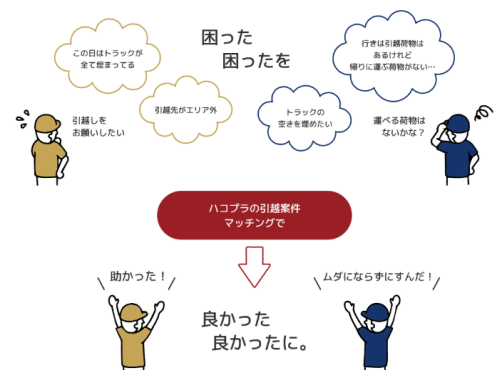 困った
困ったを
この日はトラックが
全て埋まってる
引越先がエリア外
引越しを
お願いしたい
行きは引越荷物は
あるけれど
帰りに運ぶ荷物がない…
トラックの
空きを埋めたい
運べる荷物は
ないかな？
ハコプラの引越案件
マッチングで
助かった！
ムダにならずにすんだ！
良かった
良かったに。